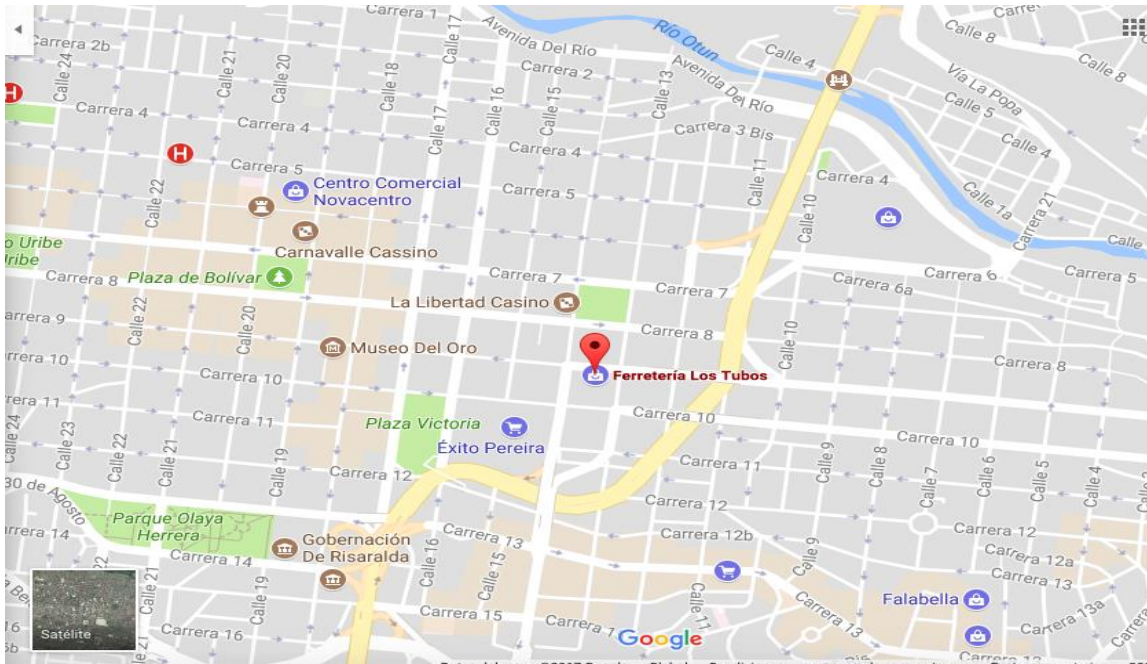 Carrera 1
Calle 17
Calle 16
Avenida Del Río
Río Otun
Calle 4
Calle 8
Vía La Popa
Calle 8
Carrera 2b
Calle 24
Calle 21
Calle 20
Calle 18
Carrera 2
Calle 15
Calle 13
Avenida Del Río
Calle 5
Calle 4
H
Carrera 4
Carrera 4
Calle 17
Calle 16
Carrera 4
Carrera 3 Bis
H
Carrera 5
Centro Comercial
Novacentro
Carrera 5
Calle 11
Calle 10
Carrera 4
Calle 1a
Carrera 21
Calle 22
Carnavalle Cassino
o Uribe
Uribe
Plaza de Bolívar
Carrera 8
Carrera 7
Carrera 7
Carrera 6
Carrera 5
Carrera 6a
La Libertad Casino
Carrera 8
Calle 22
Calle 20
Calle 10
arrera 9
Museo Del Oro
Carrera 10
Carrera 10
Ferretería Los Tubos
Carrera 11
Carrera 11
Plaza Victoria
Éxito Pereira
Carrera 10
Carrera 10
Calle 24
Calle 23
Calle 22
Calle 21
Calle 19
Carrera 12
Carrera 11
Calle 9
Calle 8
Calle 7
Calle 6
Calle 5
Calle 4
30 de Agosto
Parque Olaya
Herrera
Carrera 12
Carrera 12
Carrera 12b
Carrera 12a
Carrera 13
Gobernación
De Risaralda
Carrera 14
Carrera 14
Calle 16
Calle 15
Calle 9
Carrera 13
Calle 21
Calle 19
Carrera 15
Calle 11
Falabella
Carrera 13a
Satélite
Carrera 16
Google